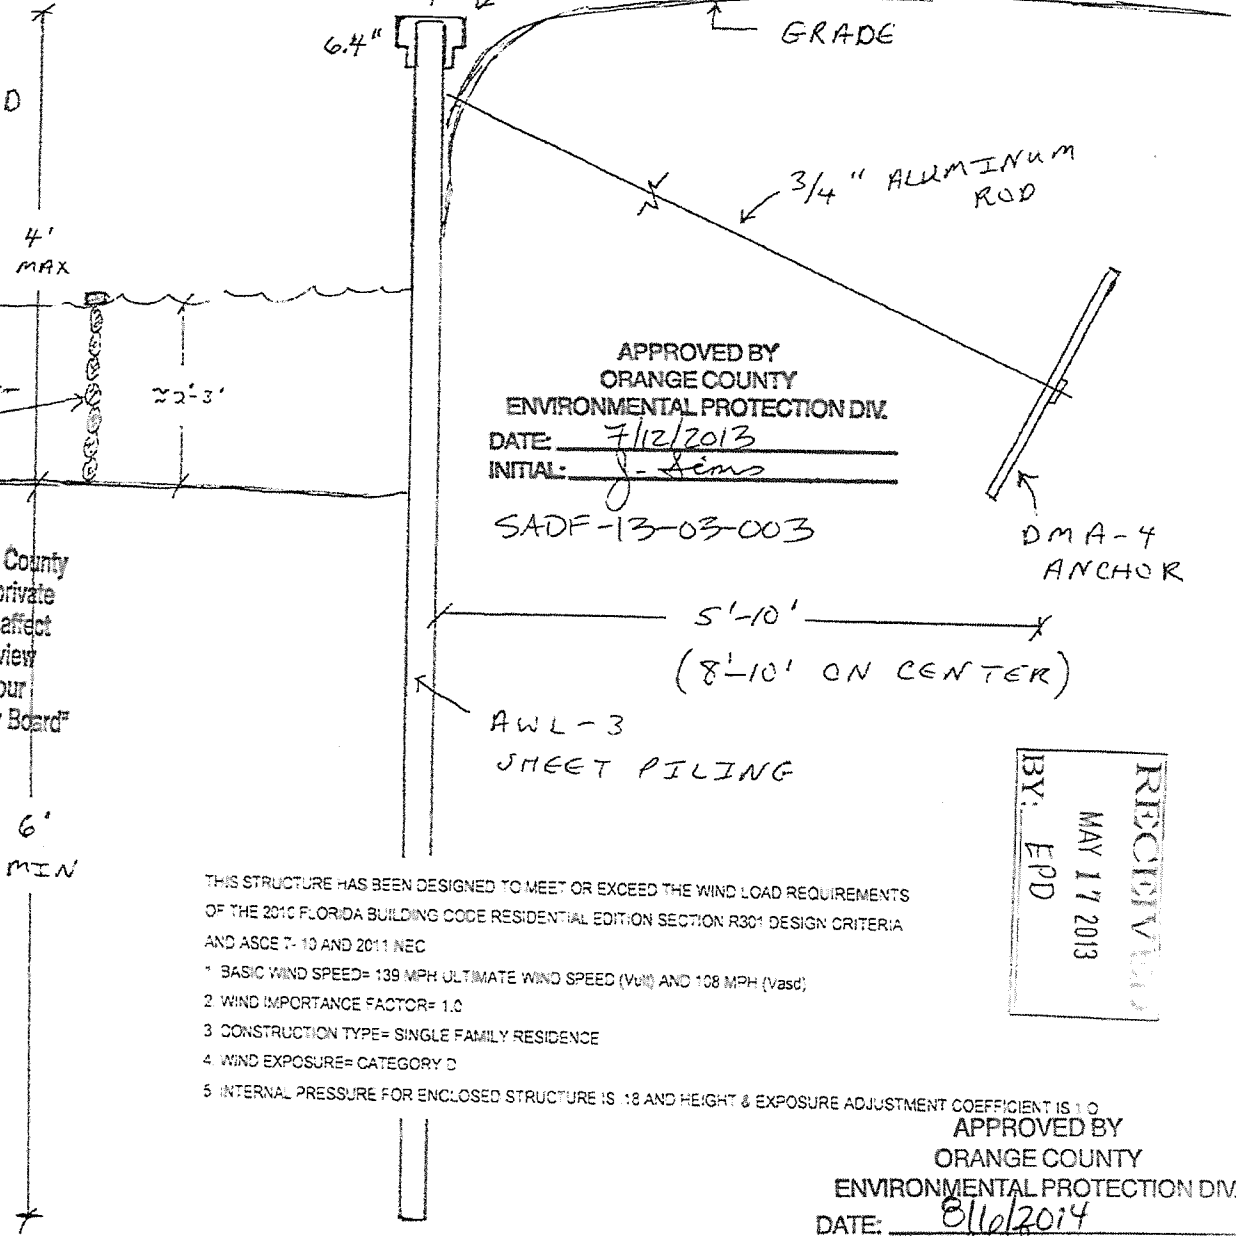 6.4"
GRADE
D
3/4" ALUMINUM
ROD
4'
MAX
≈2'-3'
APPROVED BY
ORANGE COUNTY
ENVIRONMENTAL PROTECTION DIV.
DATE: 7/12/2013
INITIAL: J. Sims
SADF-13-03-003
DMA-4
ANCHOR
County
private
affect
view
our
Board"
5'-10'
(8'-10' ON CENTER)
AWL-3
SHEET PILING
RECEIVED
MAY 17 2013
BY: EPD
6'
MIN
THIS STRUCTURE HAS BEEN DESIGNED TO MEET OR EXCEED THE WIND LOAD REQUIREMENTS
OF THE 2010 FLORIDA BUILDING CODE RESIDENTIAL EDITION SECTION R301 DESIGN CRITERIA
AND ASCE 7-10 AND 2011 NEC
1 BASIC WIND SPEED= 139 MPH ULTIMATE WIND SPEED (Vult) AND 108 MPH (Vasd)
2 WIND IMPORTANCE FACTOR= 1.0
3 CONSTRUCTION TYPE= SINGLE FAMILY RESIDENCE
4 WIND EXPOSURE= CATEGORY
5 INTERNAL PRESSURE FOR ENCLOSED STRUCTURE IS .18 AND HEIGHT & EXPOSURE ADJUSTMENT COEFFICIENT IS 1.0
APPROVED BY
ORANGE COUNTY
ENVIRONMENTAL PROTECTION DIV.
DATE: 8/6/2014